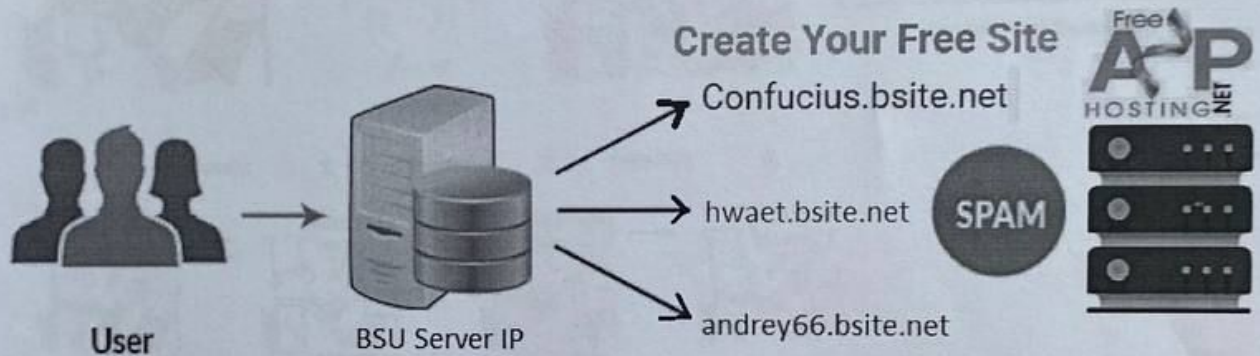 Create Your Free Site
Free
ASP
HOSTING
.NET
Confucius.bsite.net
hwaet.bsite.net
SPAM
andrey66.bsite.net
User
BSU Server IP